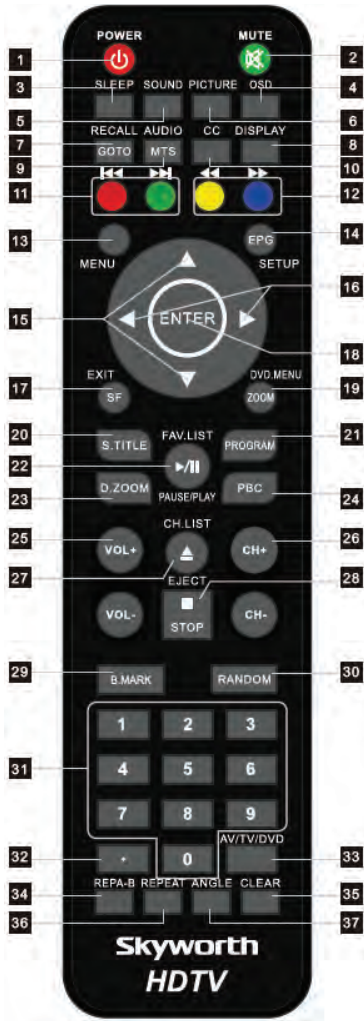 POWER MUTE
1 2
3 SLEEP SOUND PICTURE OSD 4
5 6
7 RECALL AUDIO CC DISPLAY 8
GOTO MTS
9 10
11 12
13 EPG 14
MENU SETUP
15 16
ENTER
17 EXIT DVD.MENU 18
SF ZOOM 19
20 S.TITLE FAV.LIST PROGRAM 21
22
23 D.ZOOM PAUSE/PLAY PBC 24
25 VOL+ CH.LIST CH+ 26
27 EJECT 28
VOL- STOP CH-
29 B.MARK RANDOM 30
1 2 3
31 4 5 6
7 8 9
32 . 0 AV/TV/DVD 33
34 REPA-B REPEAT ANGLE CLEAR 35
36 37
Skyworth
HDTV